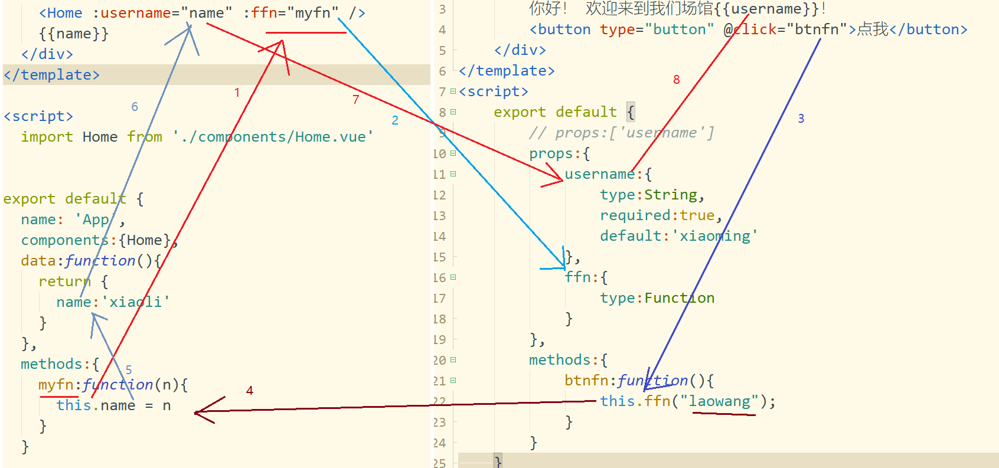 <Home :username="name" :ffn="myfn" />
{{name}}
</div>
</template>
<script>
import Home from './components/Home.vue'
export default {
name: 'App',
components:{Home},
data:function(){
return {
name:'xiaoli'
}
},
methods:{
myfn:function(n){
this.name = n
}
}
1
2
4
5
6
7
3 你好! 欢迎来到我们场馆{{username}}!
4 <button type="button" @click="btnfn">点我</button>
5 </div>
6 </template>
7 <script>
8 export default {
9 // props:['username']
10 props:{
11 username:{
12 type:String,
13 required:true,
14 default:'xiaoming'
15 },
16 ffn:{
17 type:Function
18 }
19 },
20 methods:{
21 btnfn:function(){
22 this.ffn("laowang");
23 }
24 }
25 }
8
3